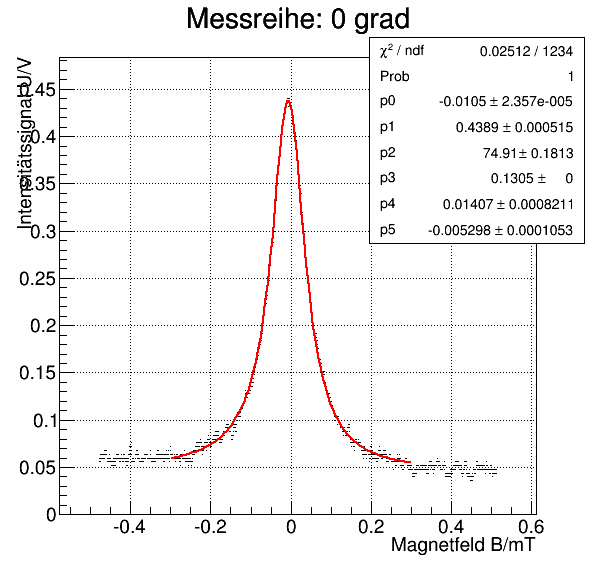 Messreihe: 0 grad
χ² / ndf 0.02512 / 1234
Prob 1
p0 -0.0105 ± 2.357e-005
p1 0.4389 ± 0.000515
p2 74.91 ± 0.1813
p3 0.1305 ± 0
p4 0.01407 ± 0.0008211
p5 -0.005298 ± 0.0001053
Intensitätssignal U/V
0.45
0.4
0.35
0.3
0.25
0.2
0.15
0.1
0.05
0
-0.4 -0.2 0 0.2 0.4 0.6
Magnetfeld B/mT